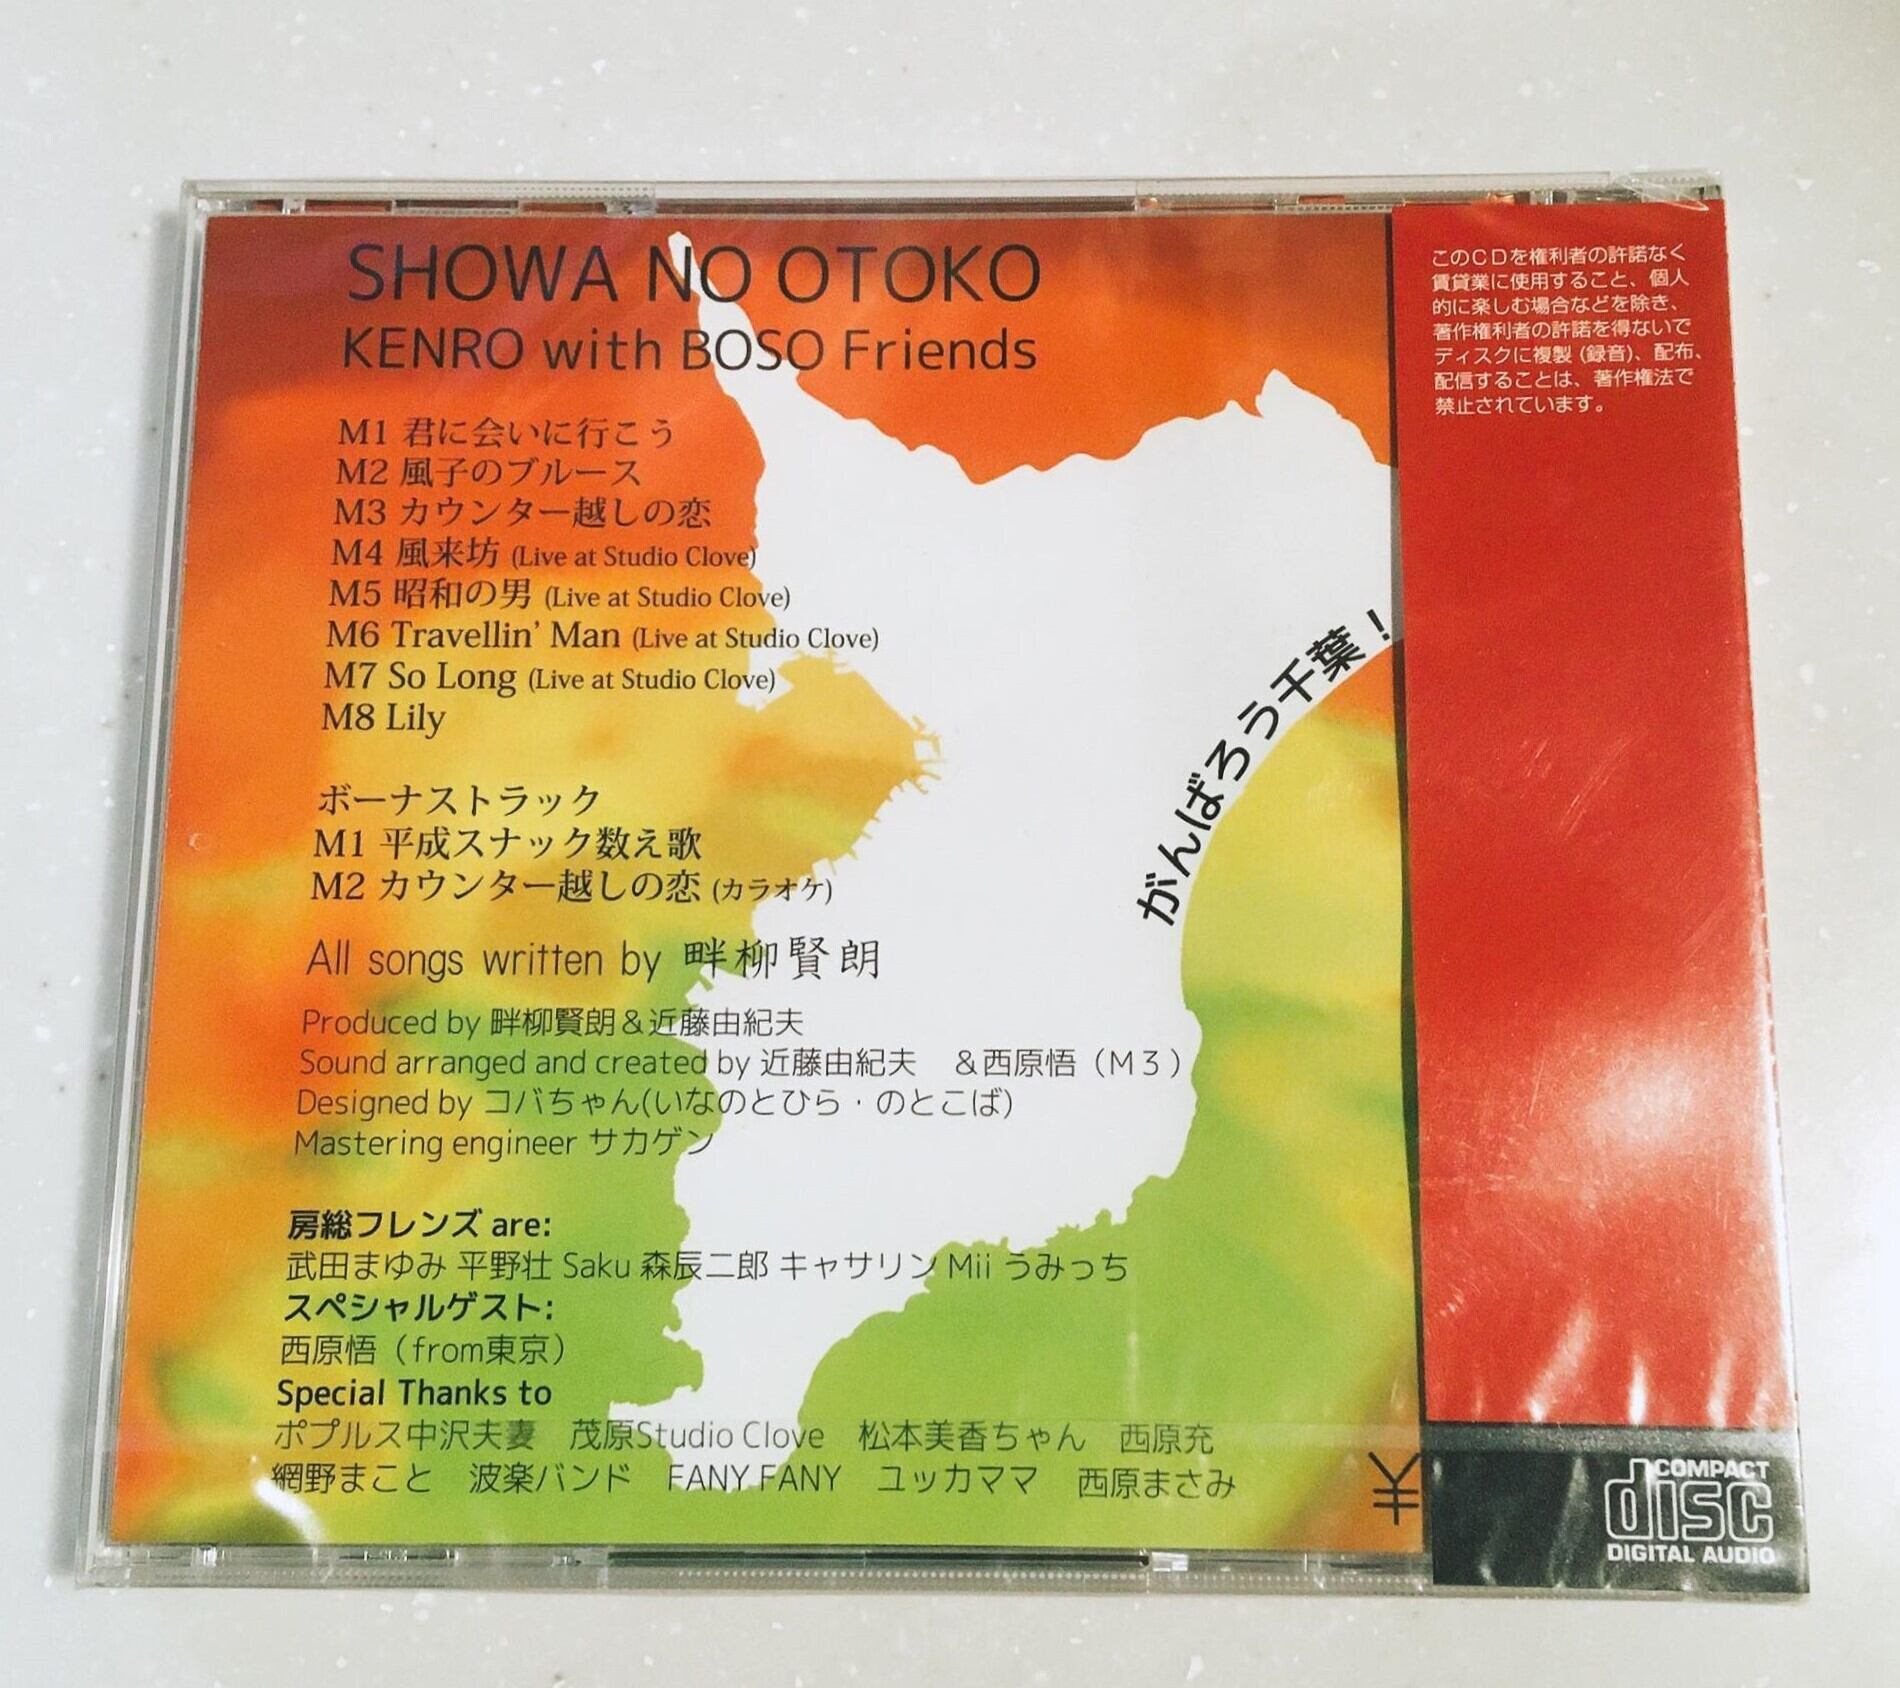 SHOWA NO OTOKO
KENRO with BOSO Friends
M1 君に会いに行こう
M2 風子のブルース
M3 カウンター越しの恋
M4 風来坊 (Live at Studio Clove)
M5 昭和の男 (Live at Studio Clove)
M6 Travellin' Man (Live at Studio Clove)
M7 So Long (Live at Studio Clove)
M8 Lily
ボーナストラック
M1 平成スナック数え歌
M2 カウンター越しの恋 (カラオケ)
All songs written by 畔柳賢朗
Produced by 畔柳賢朗＆近藤由紀夫
Sound arranged and created by 近藤由紀夫　＆西原悟（M３）
Designed by コバちゃん(いなのとひら・のとこば)
Mastering engineer サカゲン
房総フレンズ are:
武田まゆみ 平野壮 Saku 森辰二郎 キャサリン Mii うみっち
スペシャルゲスト:
西原悟（from東京）
Special Thanks to
ポプルス中沢夫妻　茂原Studio Clove　松本美香ちゃん　西原充
網野まこと　波楽バンド　FANY FANY　ユッカママ　西原まさみ
がんばろう千葉！
¥
このCDを権利者の許諾なく
賃貸業に使用すること、個人
的に楽しむ場合などを除き、
著作権利者の許諾を得ないで
ディスクに複製 (録音)、配布、
配信することは、著作権法で
禁止されています。
COMPACT
disc
DIGITAL AUDIO